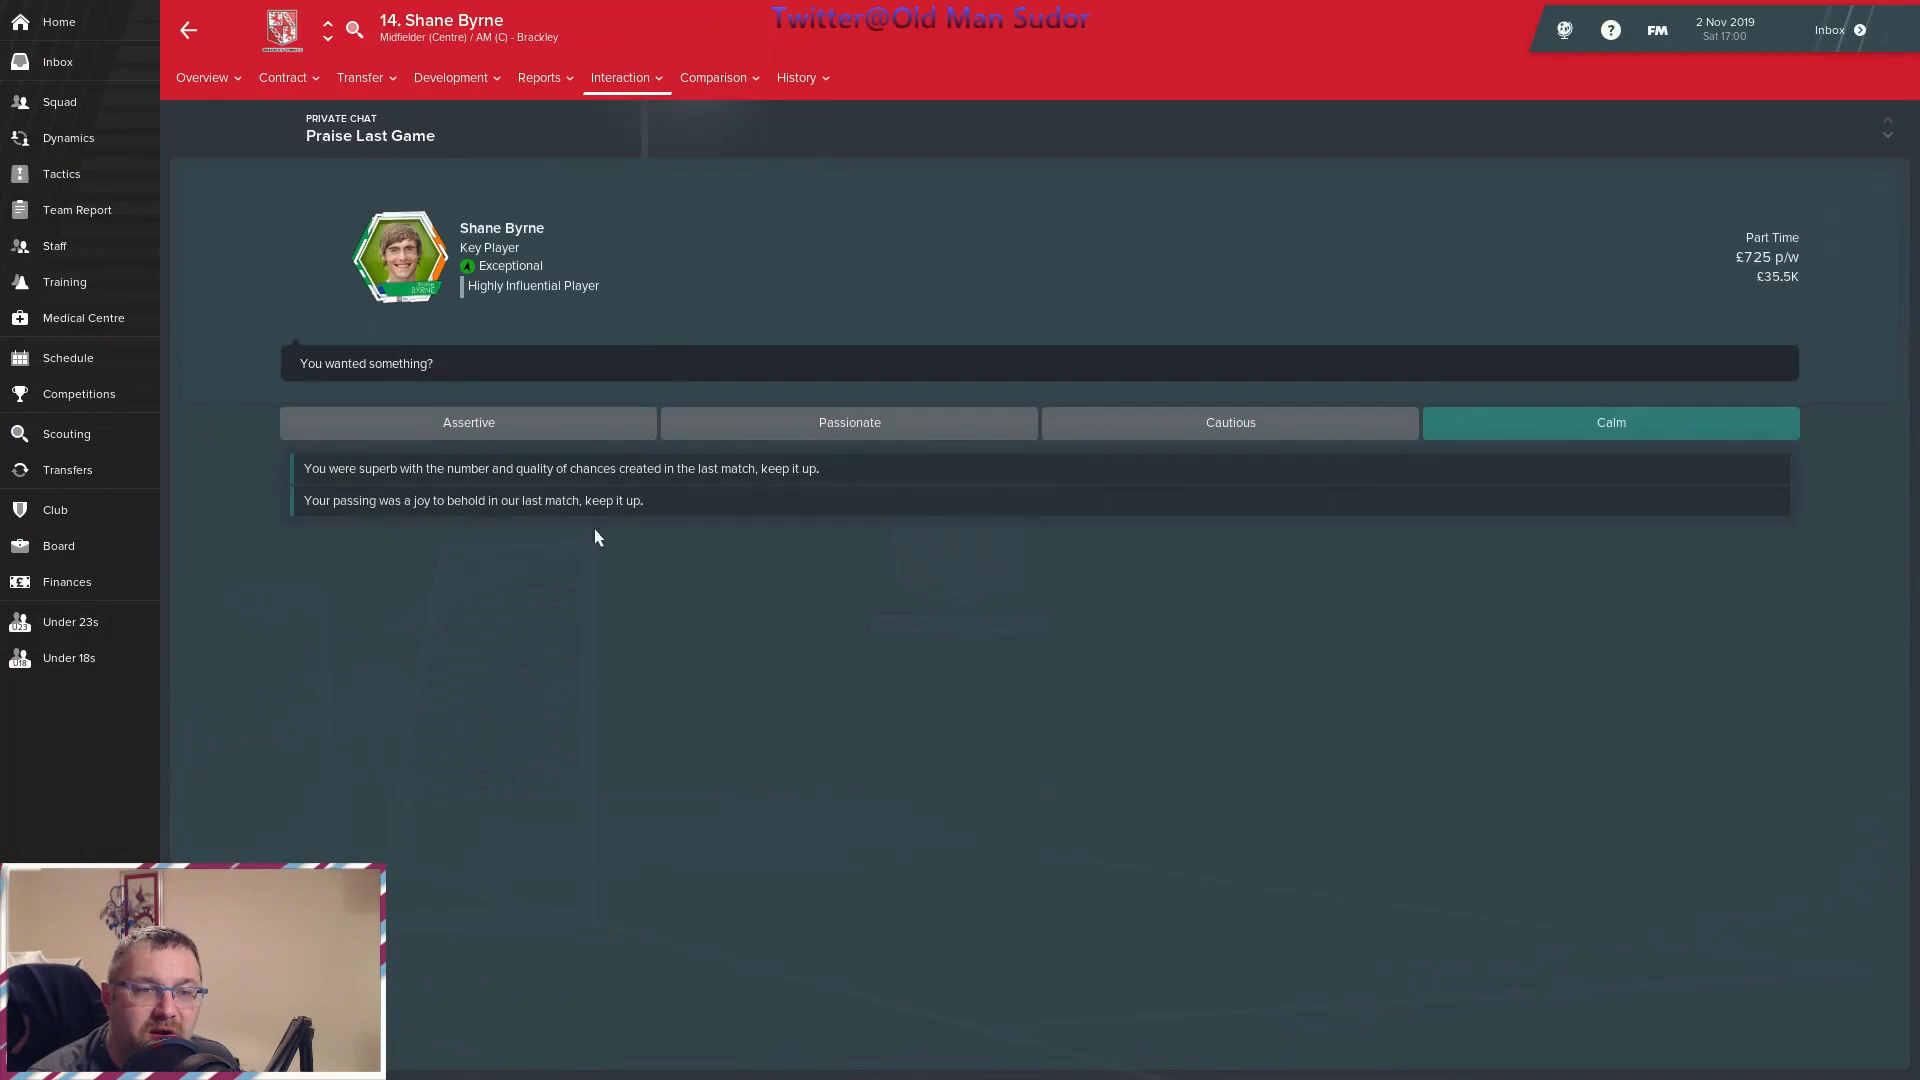 Home
Inbox
Squad
Dynamics
Tactics
Team Report
Staff
Training
Medical Centre
Schedule
Competitions
Scouting
Transfers
Club
Board
Finances
U23
Under 23s
U18
Under 18s
14. Shane Byrne
Midfielder (Centre) / AM (C) - Brackley
Twitter@Old Man Sudor
?
FM
2 Nov 2019
Sat 17:00
Inbox
Overview
Contract
Transfer
Development
Reports
Interaction
Comparison
History
PRIVATE CHAT
Praise Last Game
BYRNE
Shane Byrne
Key Player
Exceptional
Highly Influential Player
Part Time
£725 p/w
£35.5K
You wanted something?
Assertive
Passionate
Cautious
Calm
You were superb with the number and quality of chances created in the last match, keep it up.
Your passing was a joy to behold in our last match, keep it up.